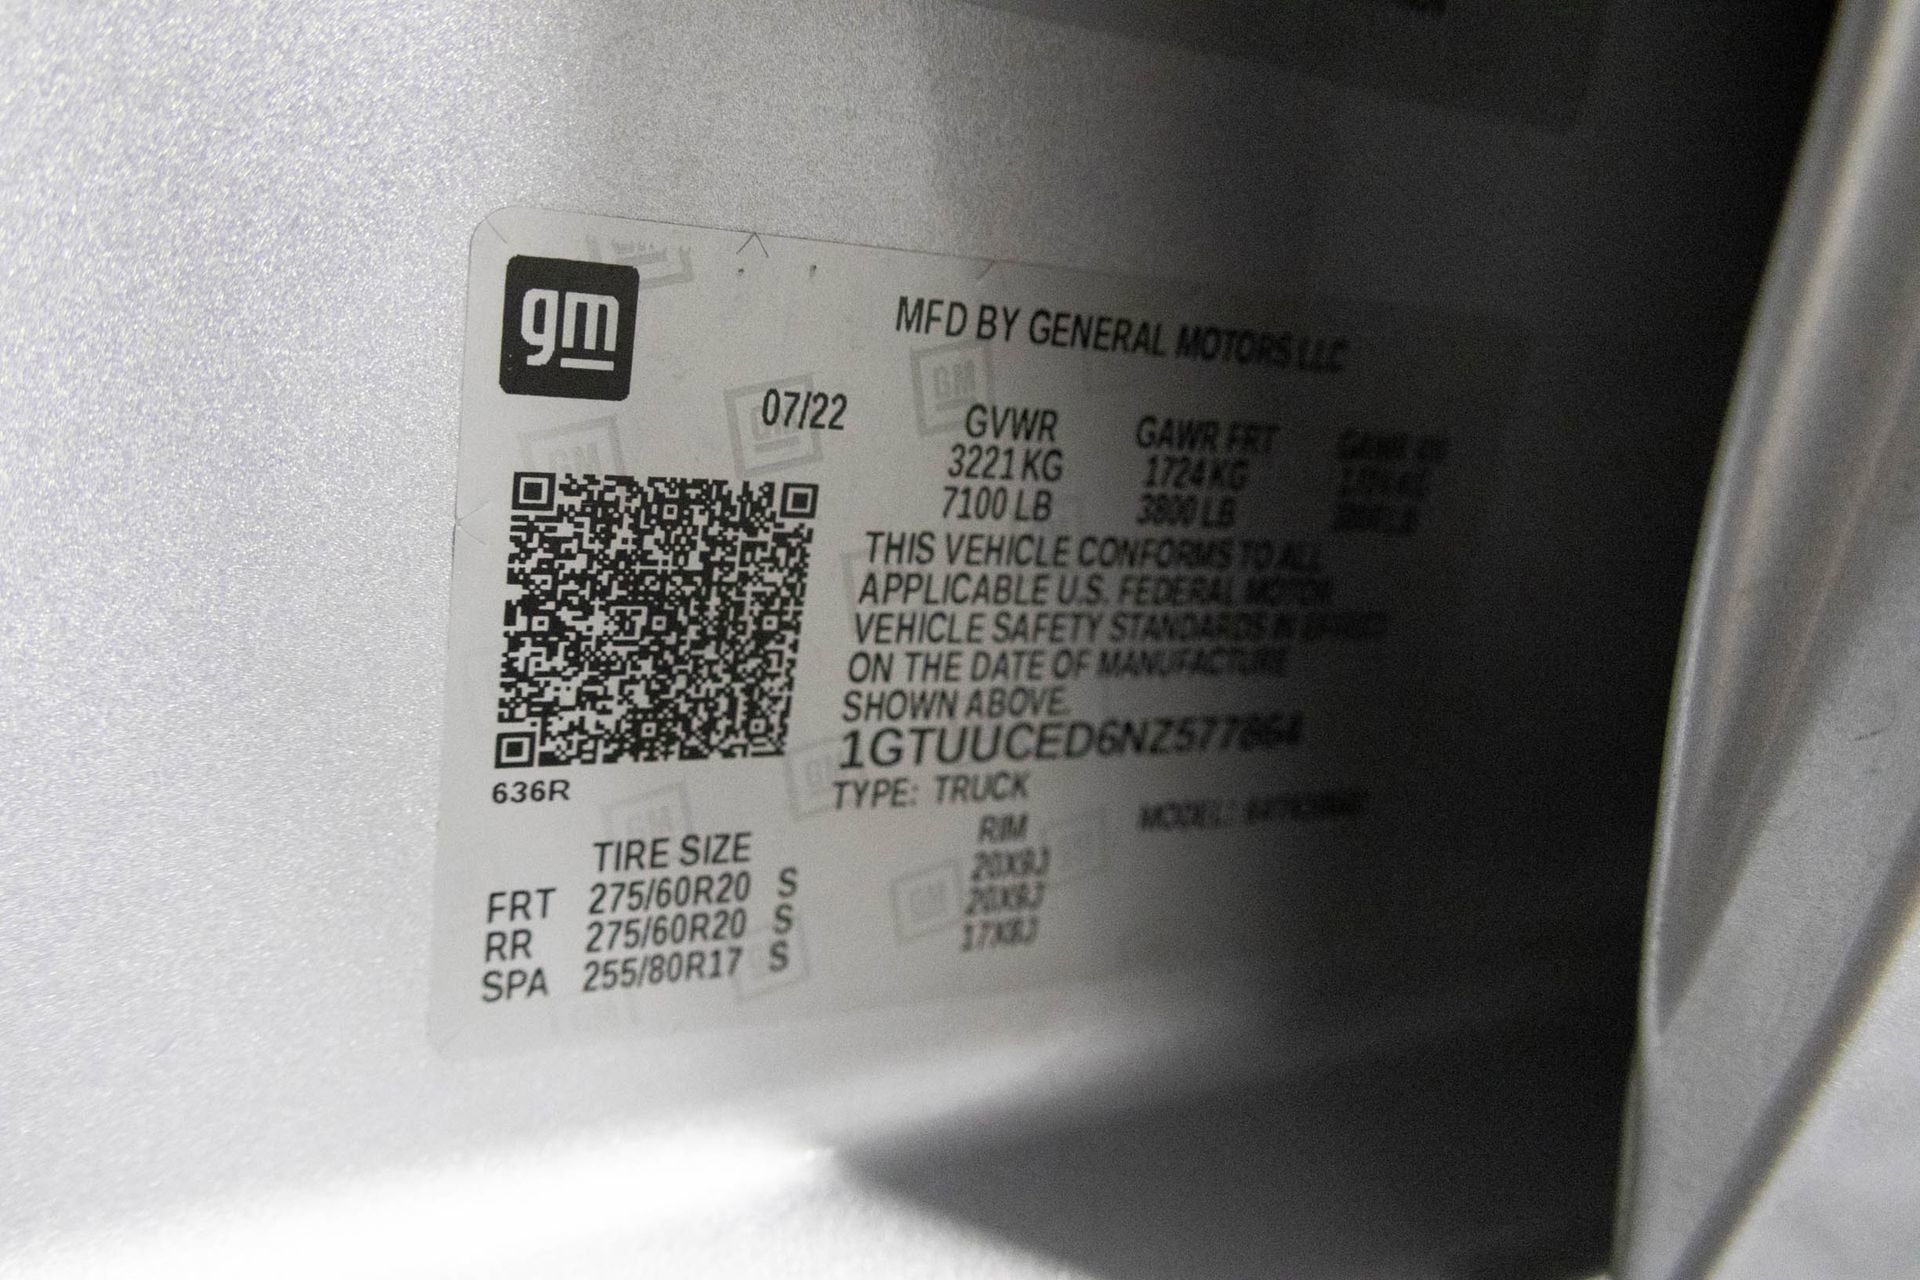 gm
MFD BY GENERAL MOTORS LLC
07/22
GVWR GAWR FRT GAWR
3221 KG 1724 KG
7100 LB 3800 LB
THIS VEHICLE CONFORMS TO ALL
APPLICABLE U.S. FEDERAL MOTOR
VEHICLE SAFETY STANDARDS IN EFFECT
ON THE DATE OF MANUFACTURE
SHOWN ABOVE.
1GTUUCED6NZ577864
TYPE: TRUCK MODEL:
636R
TIRE SIZE RIM
FRT 275/60R20 S 20X9J
RR 275/60R20 S 20X9J
SPA 255/80R17 S 17X8J